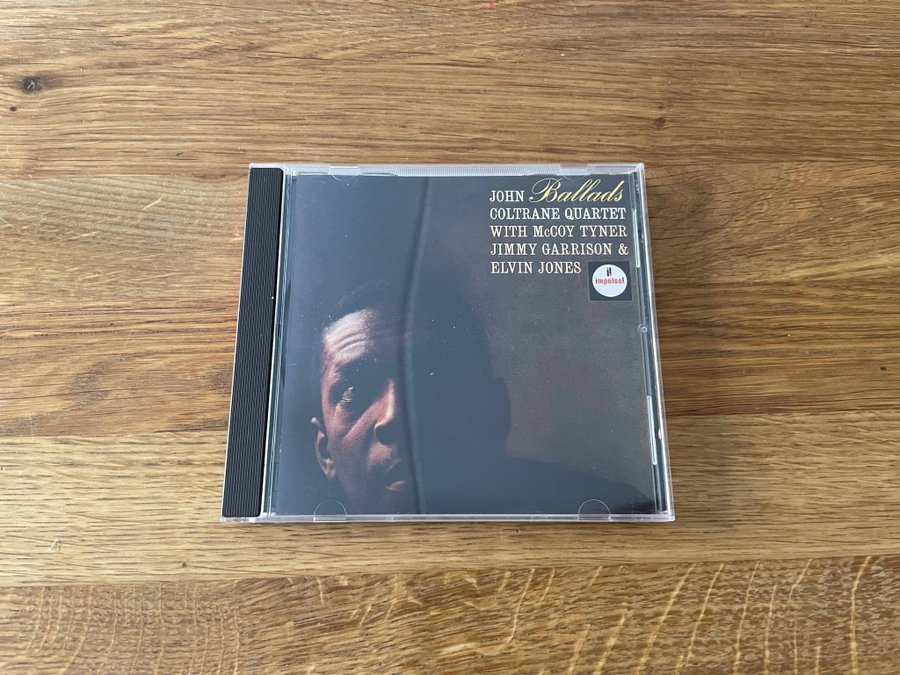 JOHN Ballads
COLTRANE QUARTET
WITH McCOY TYNER
JIMMY GARRISON &
ELVIN JONES
i!
impulse!